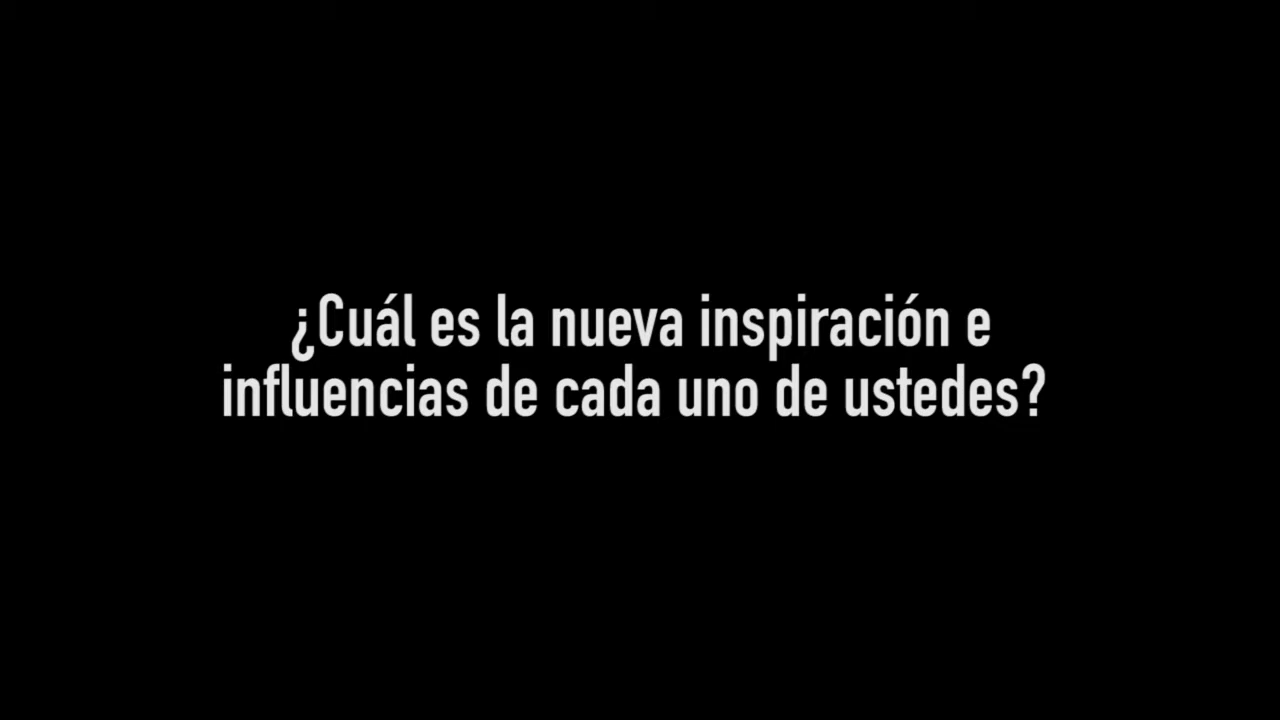 ¿Cuál es la nueva inspiración e
influencias de cada uno de ustedes?